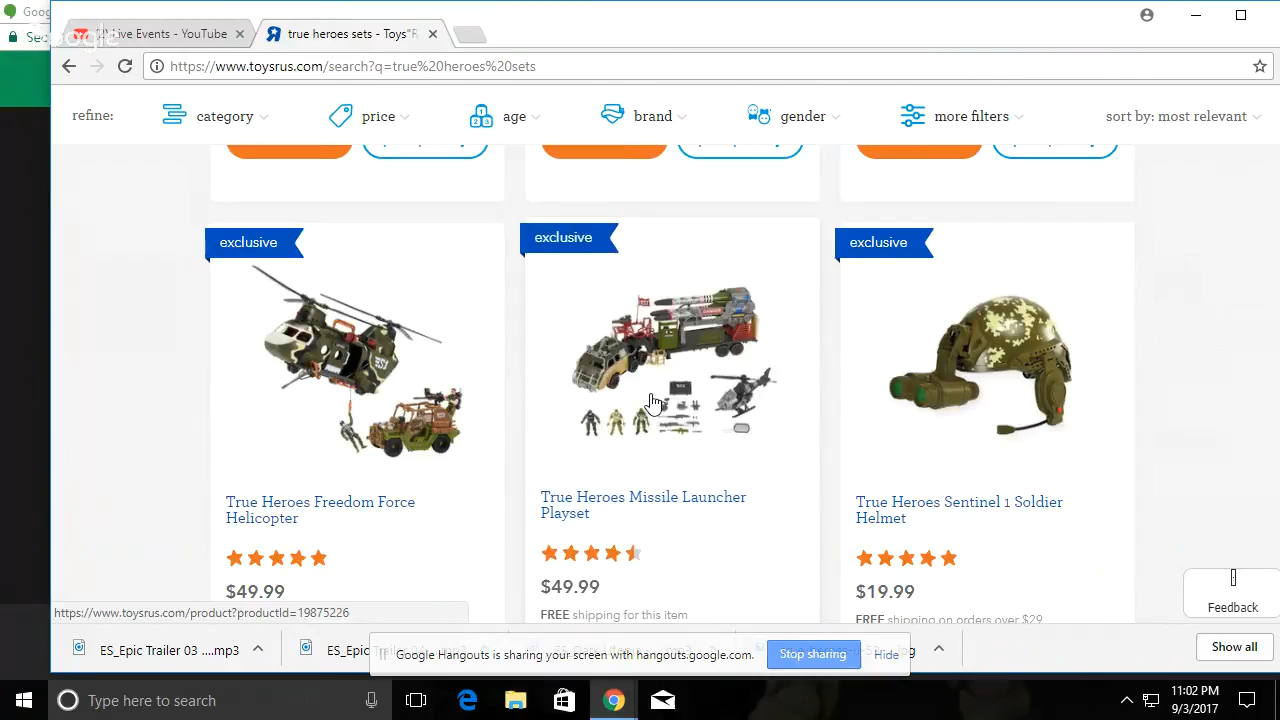 Goog
Sec
Google
Live Events - YouTube
true heroes sets - Toys"R
https://www.toysrus.com/search?q=true%20heroes%20sets
refine:
category
price
age
brand
gender
more filters
sort by: most relevant
exclusive
exclusive
exclusive
True Heroes Freedom Force
Helicopter
True Heroes Missile Launcher
Playset
True Heroes Sentinel 1 Soldier
Helmet
$49.99
$49.99
$19.99
FREE shipping for this item
FREE shipping on orders over $29
Feedback
https://www.toysrus.com/product?productId=19875226
ES_Epic Trailer 03 ....mp3
ES_Epi
Google Hangouts is sharing your screen with hangouts.google.com.
Stop sharing
Hide
Show all
Type here to search
11:02 PM
9/3/2017